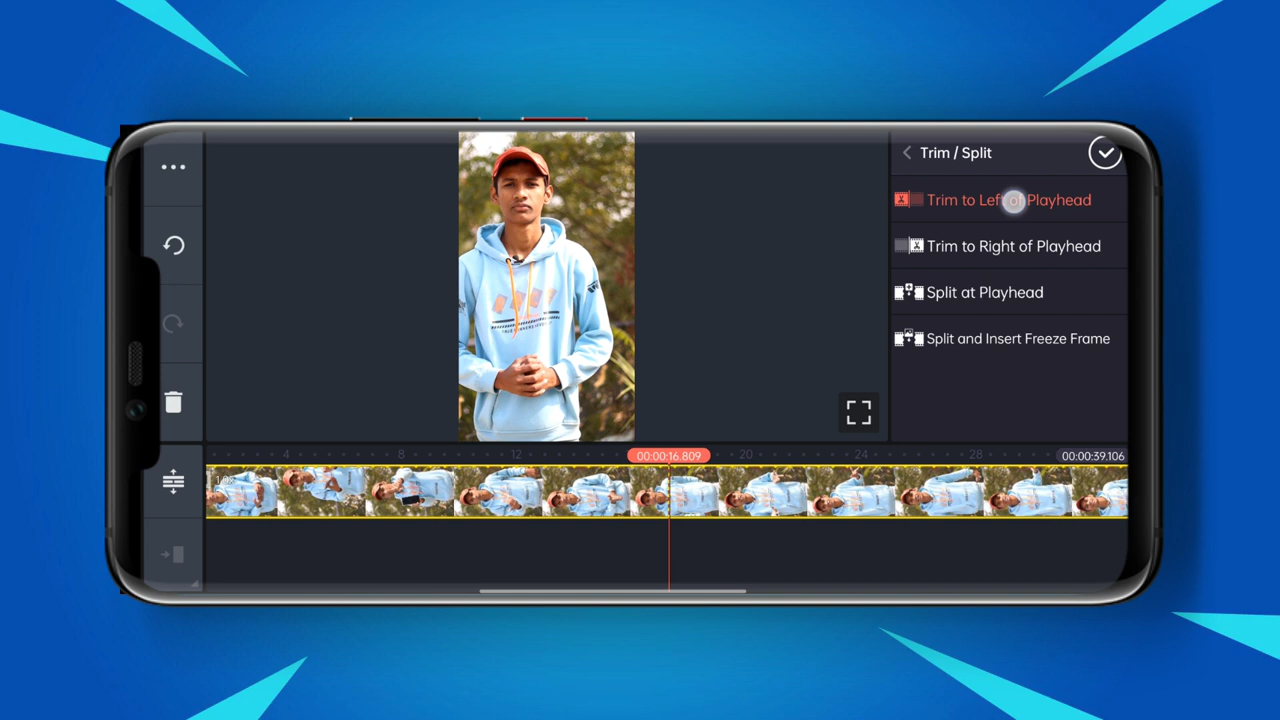 Trim / Split
Trim to Left of Playhead
Trim to Right of Playhead
Split at Playhead
Split and Insert Freeze Frame
4 8 12 00:00:16.809 20 24 28 00:00:39.106